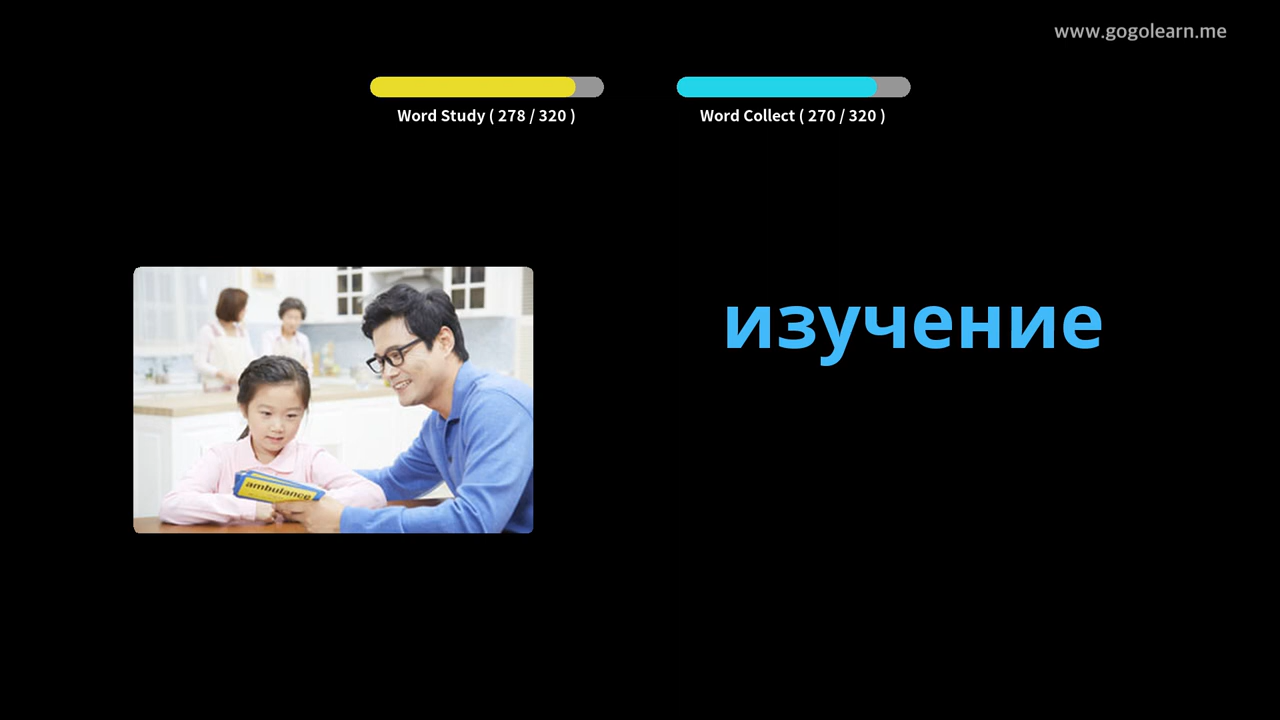 www.gogolearn.me
Word Study ( 278 / 320 )
Word Collect ( 270 / 320 )
изучение
ambulance